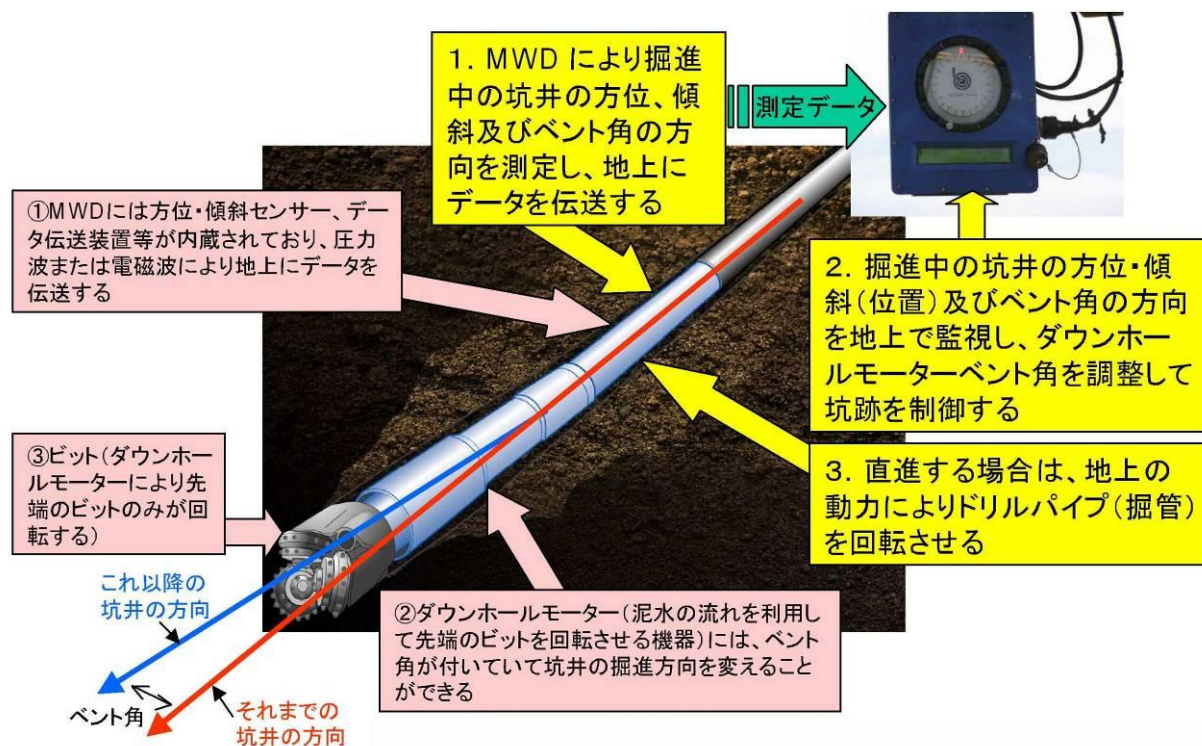 1. MWD により掘進
中の坑井の方位、傾
斜及びベント角の方
向を測定し、地上に
データを伝送する
測定データ
①MWDには方位・傾斜センサー、デー
タ伝送装置等が内蔵されており、圧力
波または電磁波により地上にデータを
伝送する
2. 掘進中の坑井の方位・傾
斜(位置)及びベント角の方向
を地上で監視し、ダウンホー
ルモーターベント角を調整して
坑跡を制御する
③ビット(ダウンホー
ルモーターにより先
端のビットのみが回
転する)
3. 直進する場合は、地上の
動力によりドリルパイプ(掘管)
を回転させる
これ以降の
坑井の方向
②ダウンホールモーター(泥水の流れを利用し
て先端のビットを回転させる機器)には、ベント
角が付いていて坑井の掘進方向を変えること
ができる
ベント角
それまでの
坑井の方向